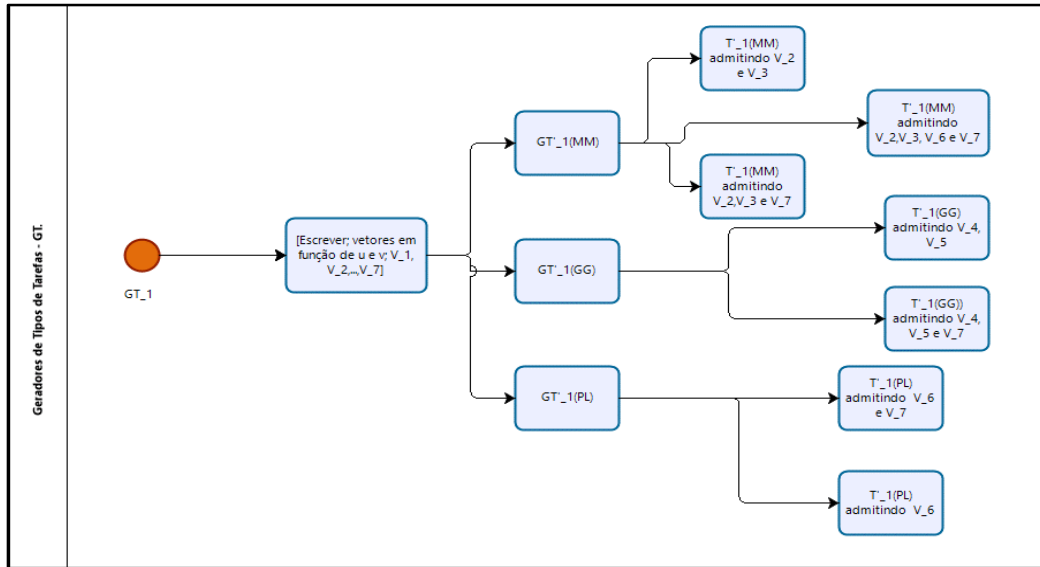 Geradores de Tipos de Tarefas - GT.
GT_1
[Escrever; vetores em
função de u e v; V_1,
V_2,..,V_7]
GT'_1(MM)
T'_1(MM)
admitindo V_2
e V_3
T'_1(MM)
admitindo
V_2,V_3, V_6 e V_7
T'_1(MM)
admitindo
V_2,V_3 e V_7
GT'_1(GG)
T'_1(GG)
admitindo V_4,
V_5
T'_1(GG))
admitindo V_4,
V_5 e V_7
GT'_1(PL)
T'_1(PL)
admitindo V_6
e V_7
T'_1(PL)
admitindo V_6